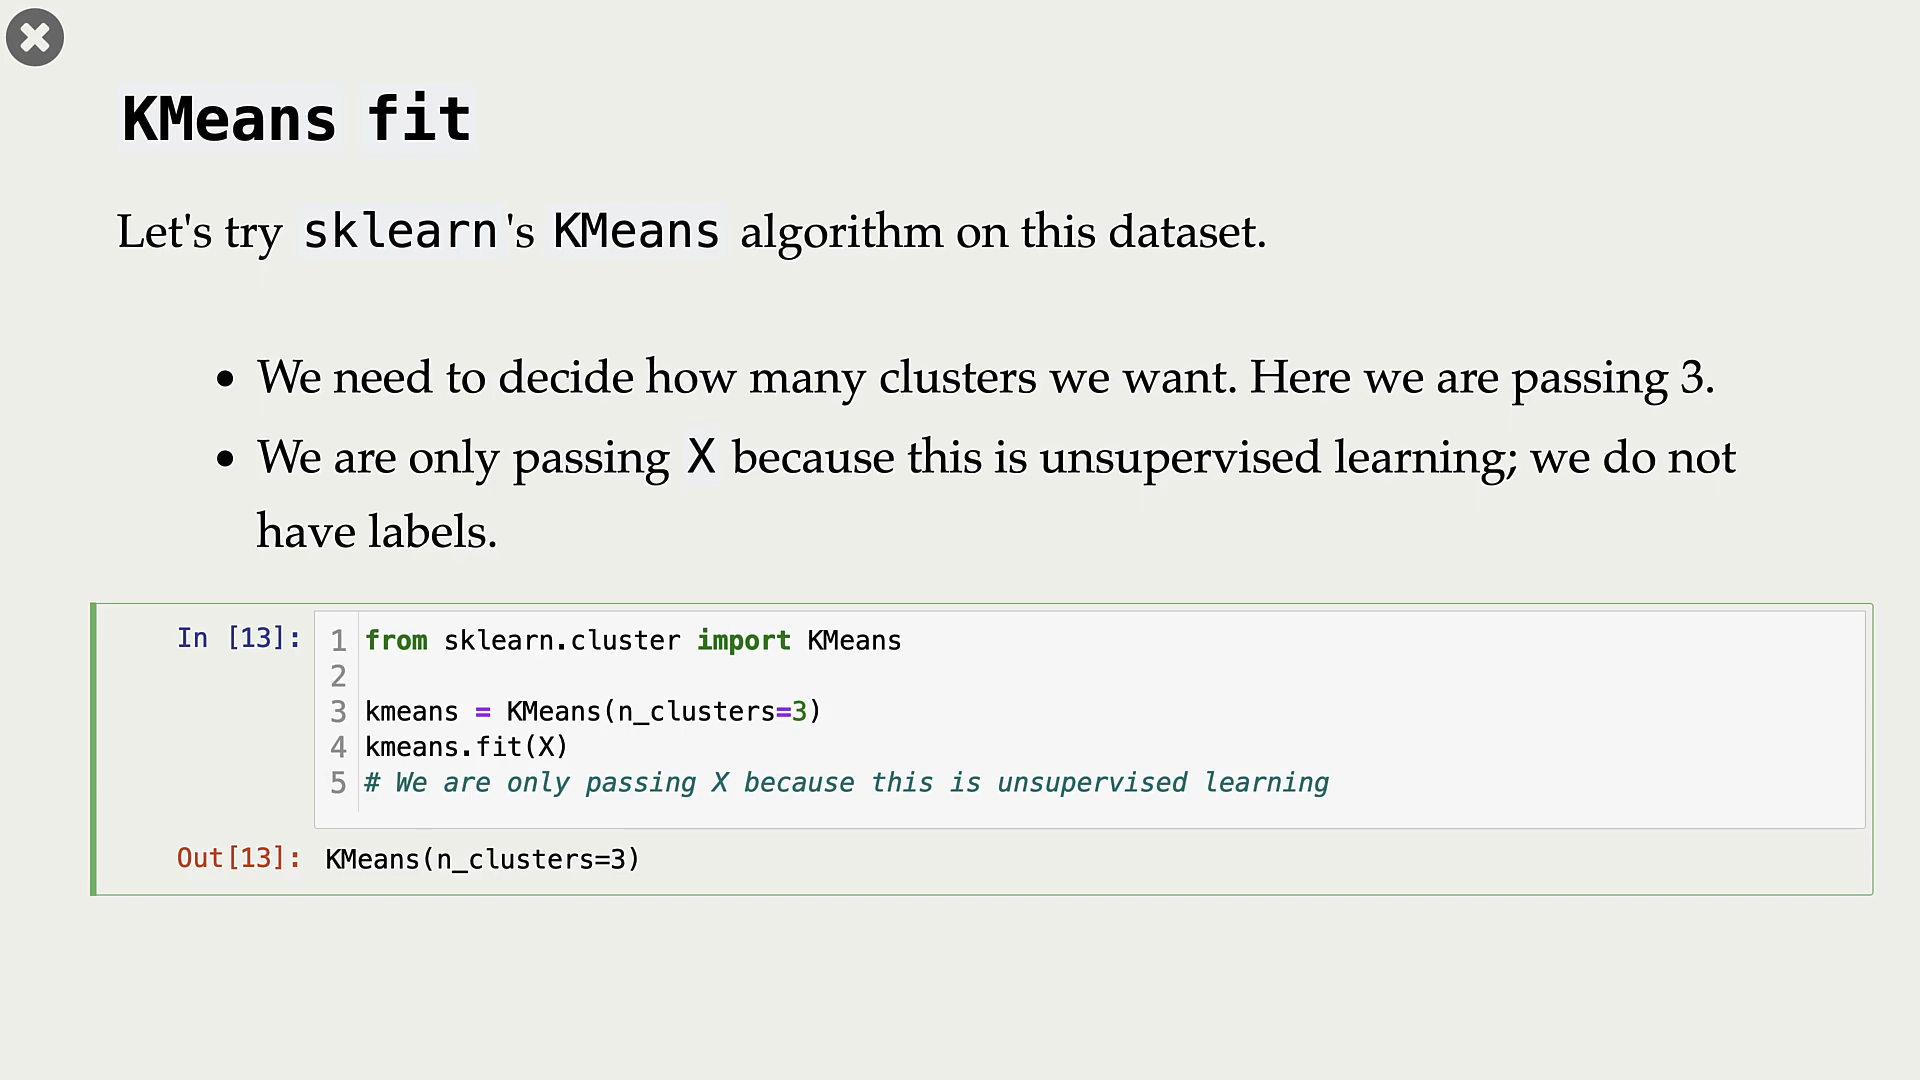 KMeans fit
Let's try sklearn's KMeans algorithm on this dataset.
• We need to decide how many clusters we want. Here we are passing 3.
• We are only passing X because this is unsupervised learning; we do not
have labels.
In [13]:
1 from sklearn.cluster import KMeans
2
3 kmeans = KMeans(n_clusters=3)
4 kmeans.fit(X)
5 # We are only passing X because this is unsupervised learning
Out[13]: KMeans(n_clusters=3)